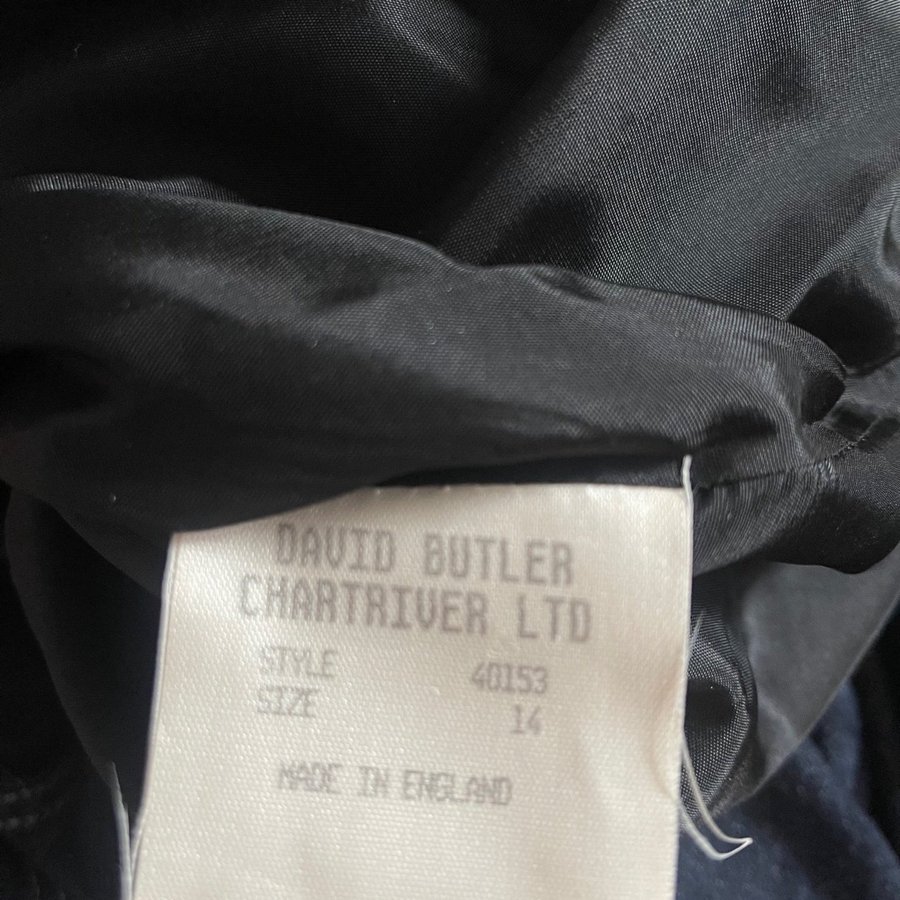 DAVID BUTLER
CHARTRIVER LTD
STYLE 40153
SIZE 14
MADE IN ENGLAND